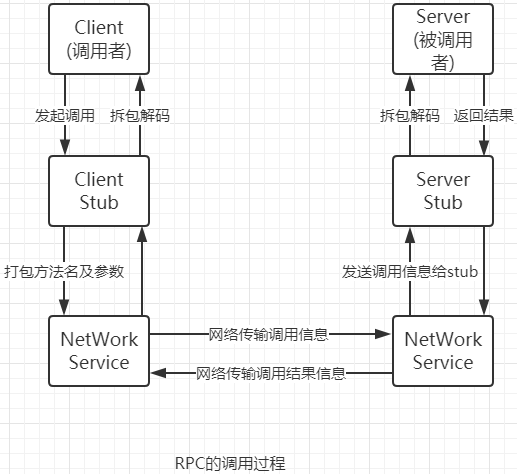 Client
(调用者)
Server
(被调用
者)
发起调用
拆包解码
拆包解码
返回结果
Client
Stub
Server
Stub
打包方法名及参数
发送调用信息给stub
NetWork
Service
网络传输调用信息
网络传输调用结果信息
NetWork
Service
RPC的调用过程